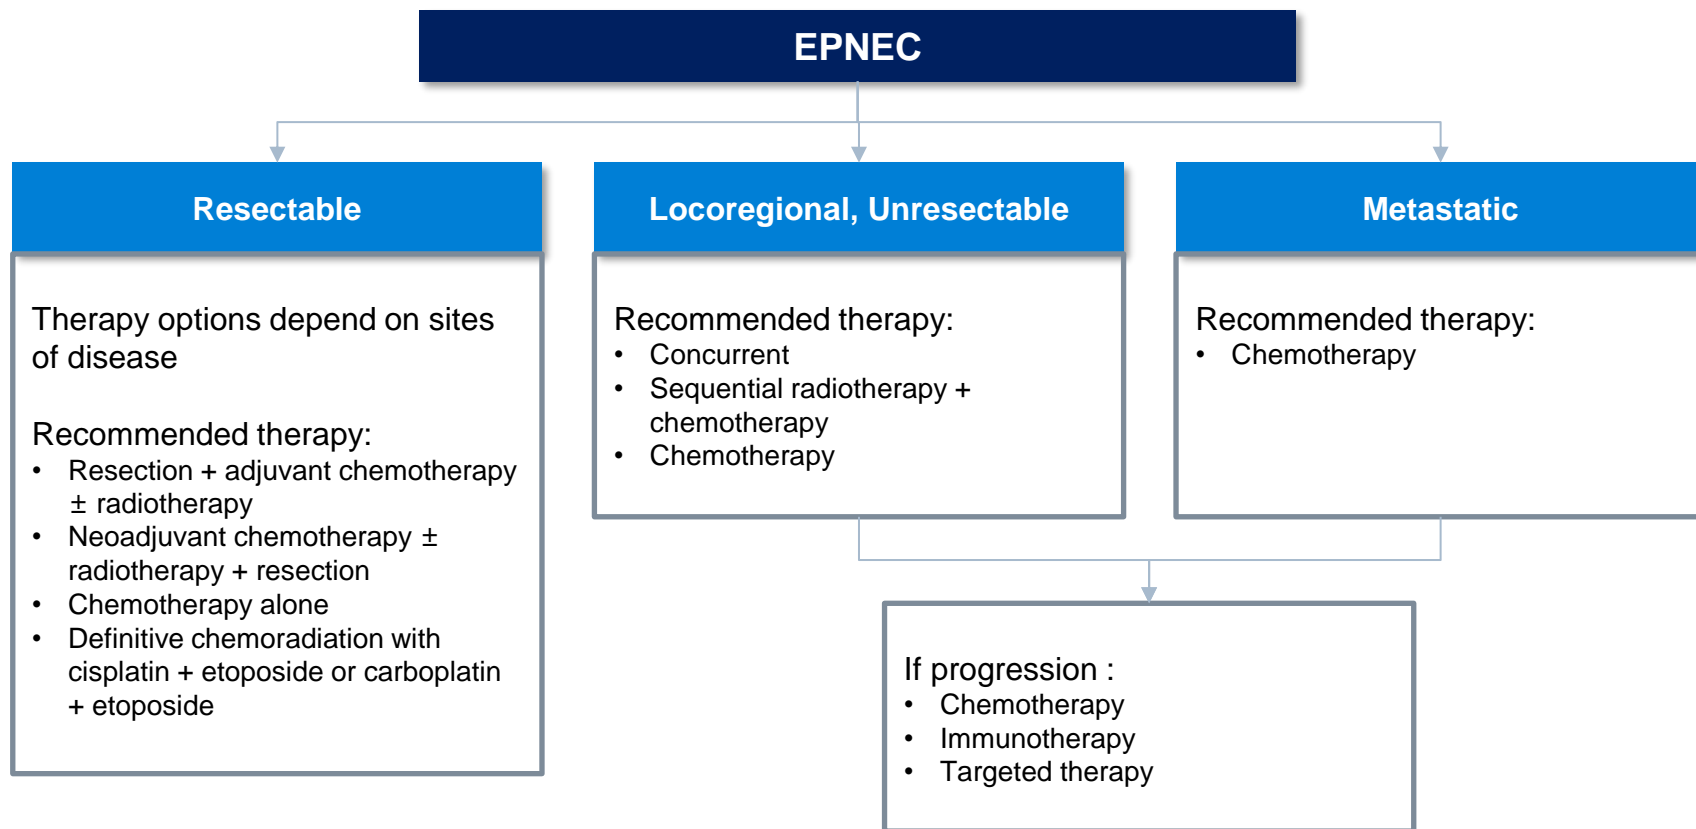 EPNEC
Resectable
Therapy options depend on sites
of disease
Recommended therapy:
• Resection + adjuvant chemotherapy
± radiotherapy
• Neoadjuvant chemotherapy ±
radiotherapy + resection
• Chemotherapy alone
• Definitive chemoradiation with
cisplatin + etoposide or carboplatin
+ etoposide
Locoregional, Unresectable
Recommended therapy:
• Concurrent
• Sequential radiotherapy +
chemotherapy
• Chemotherapy
Metastatic
Recommended therapy:
• Chemotherapy
If progression :
• Chemotherapy
• Immunotherapy
• Targeted therapy